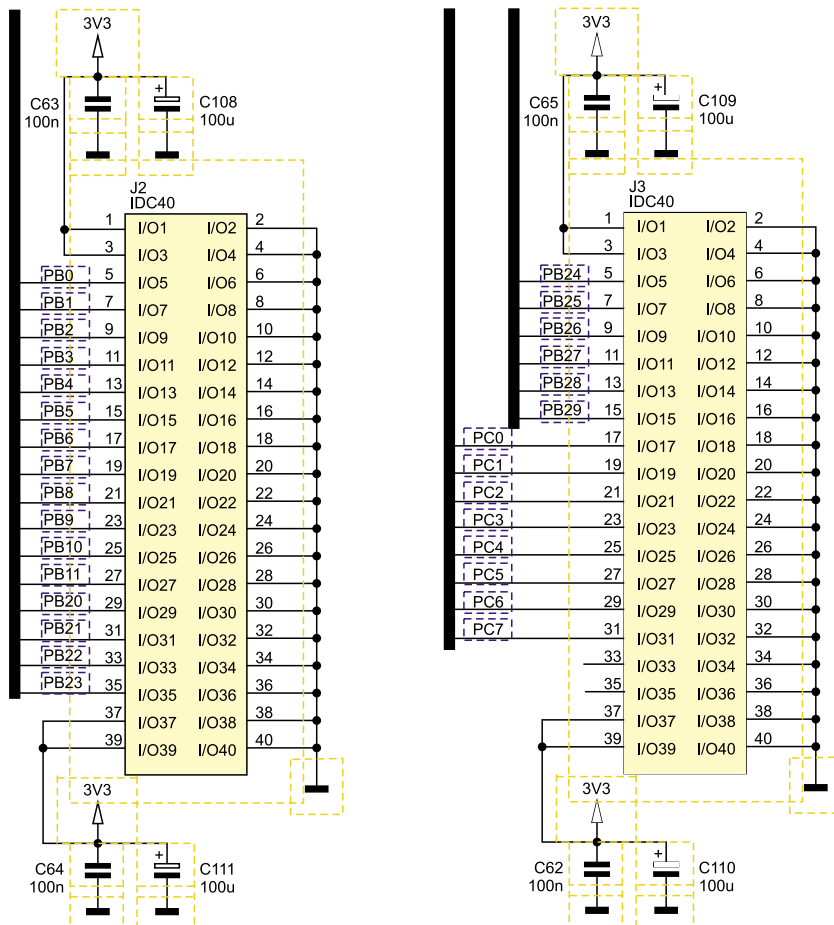 3V3
C63
100n
+
C108
100u
J2
IDC40
1 I/O1 I/O2 2
3 I/O3 I/O4 4
PB0 5 I/O5 I/O6 6
PB1 7 I/O7 I/O8 8
PB2 9 I/O9 I/O10 10
PB3 11 I/O11 I/O12 12
PB4 13 I/O13 I/O14 14
PB5 15 I/O15 I/O16 16
PB6 17 I/O17 I/O18 18
PB7 19 I/O19 I/O20 20
PB8 21 I/O21 I/O22 22
PB9 23 I/O23 I/O24 24
PB10 25 I/O25 I/O26 26
PB11 27 I/O27 I/O28 28
PB20 29 I/O29 I/O30 30
PB21 31 I/O31 I/O32 32
PB22 33 I/O33 I/O34 34
PB23 35 I/O35 I/O36 36
37 I/O37 I/O38 38
39 I/O39 I/O40 40
3V3
C64
100n
+
C111
100u
3V3
C65
100n
+
C109
100u
J3
IDC40
1 I/O1 I/O2 2
3 I/O3 I/O4 4
PB24 5 I/O5 I/O6 6
PB25 7 I/O7 I/O8 8
PB26 9 I/O9 I/O10 10
PB27 11 I/O11 I/O12 12
PB28 13 I/O13 I/O14 14
PB29 15 I/O15 I/O16 16
PC0 17 I/O17 I/O18 18
PC1 19 I/O19 I/O20 20
PC2 21 I/O21 I/O22 22
PC3 23 I/O23 I/O24 24
PC4 25 I/O25 I/O26 26
PC5 27 I/O27 I/O28 28
PC6 29 I/O29 I/O30 30
PC7 31 I/O31 I/O32 32
33 I/O33 I/O34 34
35 I/O35 I/O36 36
37 I/O37 I/O38 38
39 I/O39 I/O40 40
3V3
C62
100n
+
C110
100u